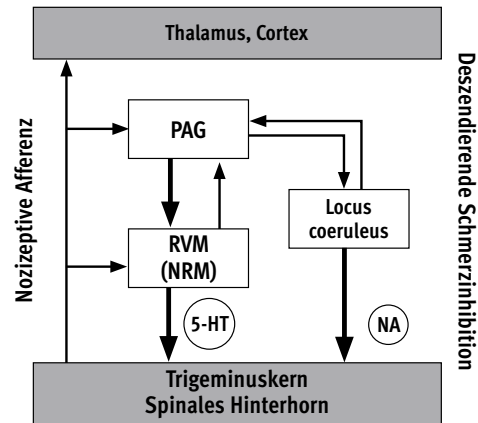 Thalamus, Cortex
Nozizeptive Afferenz
Deszendierende Schmerzinhibition
PAG
Locus
coeruleus
RVM
(NRM)
5-HT
NA
Trigeminuskern
Spinales Hinterhorn